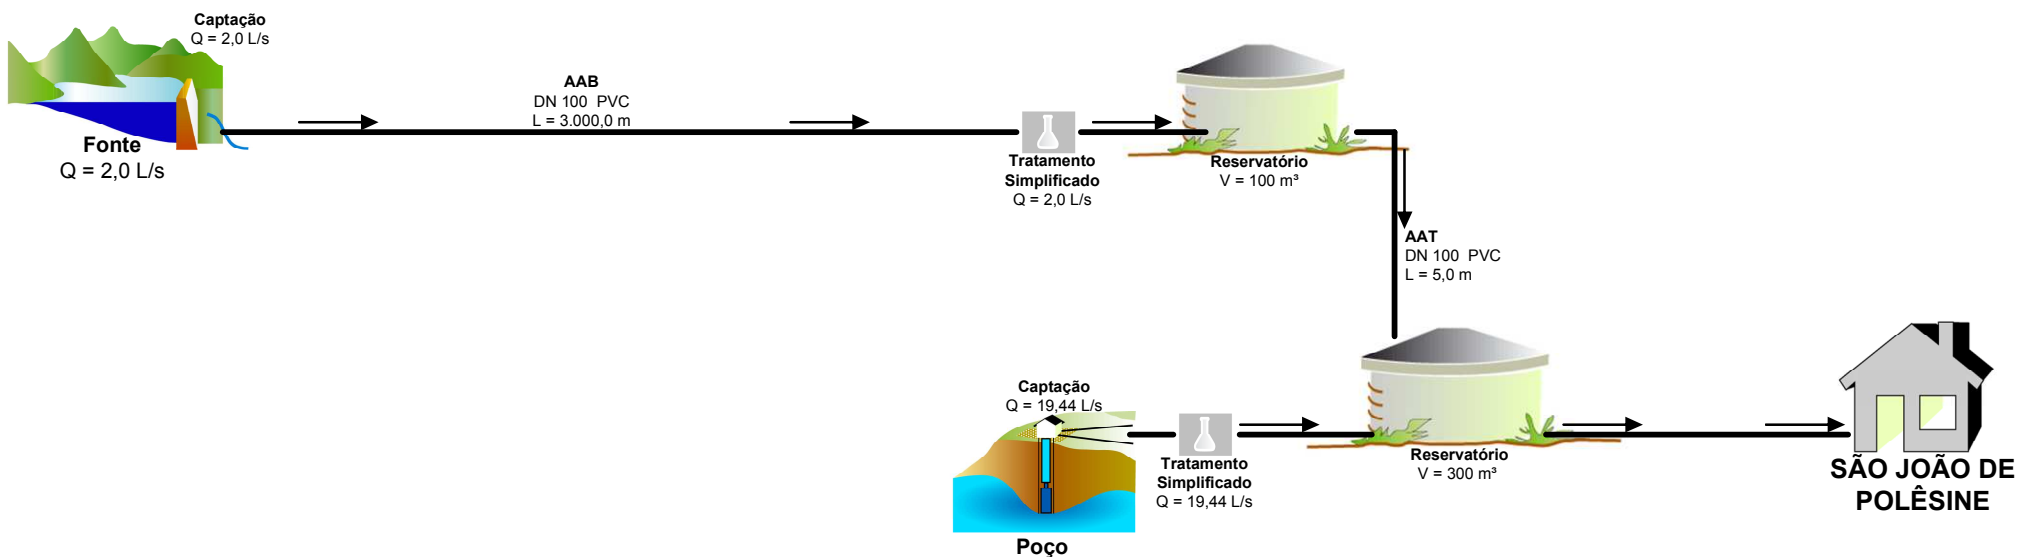 Captação
Q = 2,0 L/s
Fonte
Q = 2,0 L/s
AAB
DN 100 PVC
L = 3.000,0 m
Tratamento
Simplificado
Q = 2,0 L/s
Reservatório
V = 100 m³
AAT
DN 100 PVC
L = 5,0 m
Captação
Q = 19,44 L/s
Poço
Tratamento
Simplificado
Q = 19,44 L/s
Reservatório
V = 300 m³
SÃO JOÃO DE
POLÊSINE